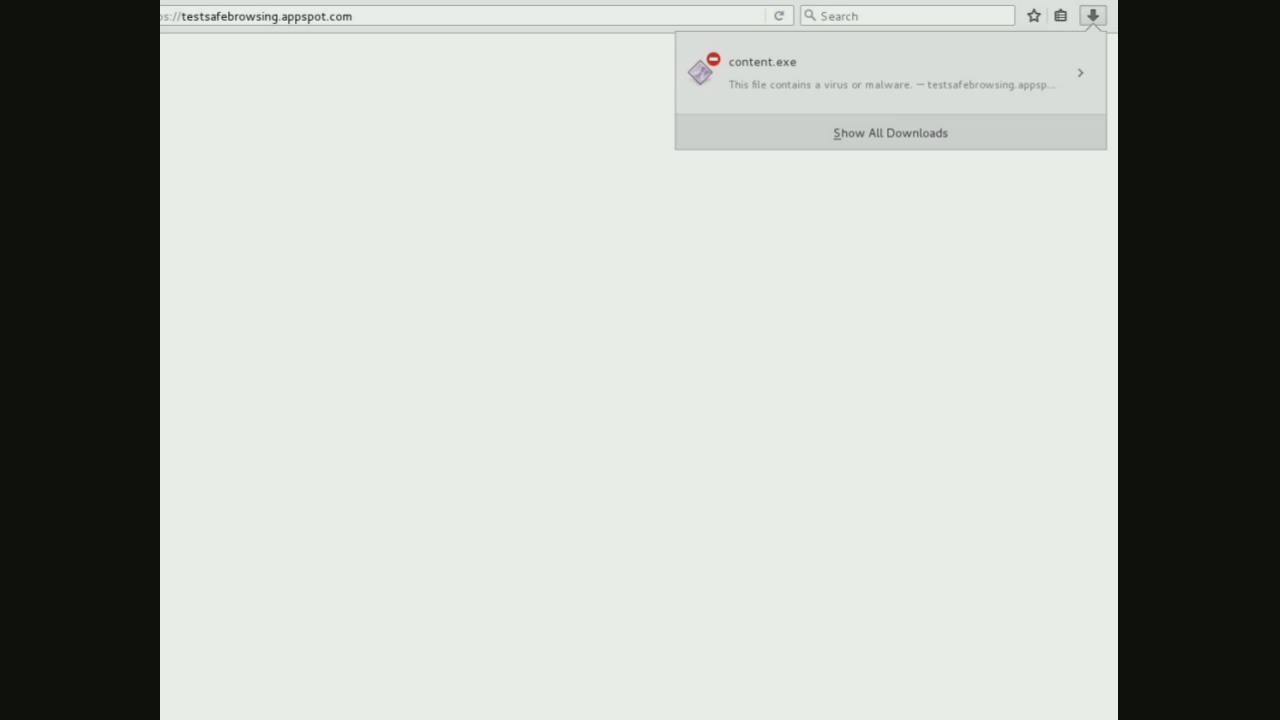 s://testsafebrowsing.appspot.com
Search
content.exe
This file contains a virus or malware. — testsafebrowsing.appsp...
Show All Downloads